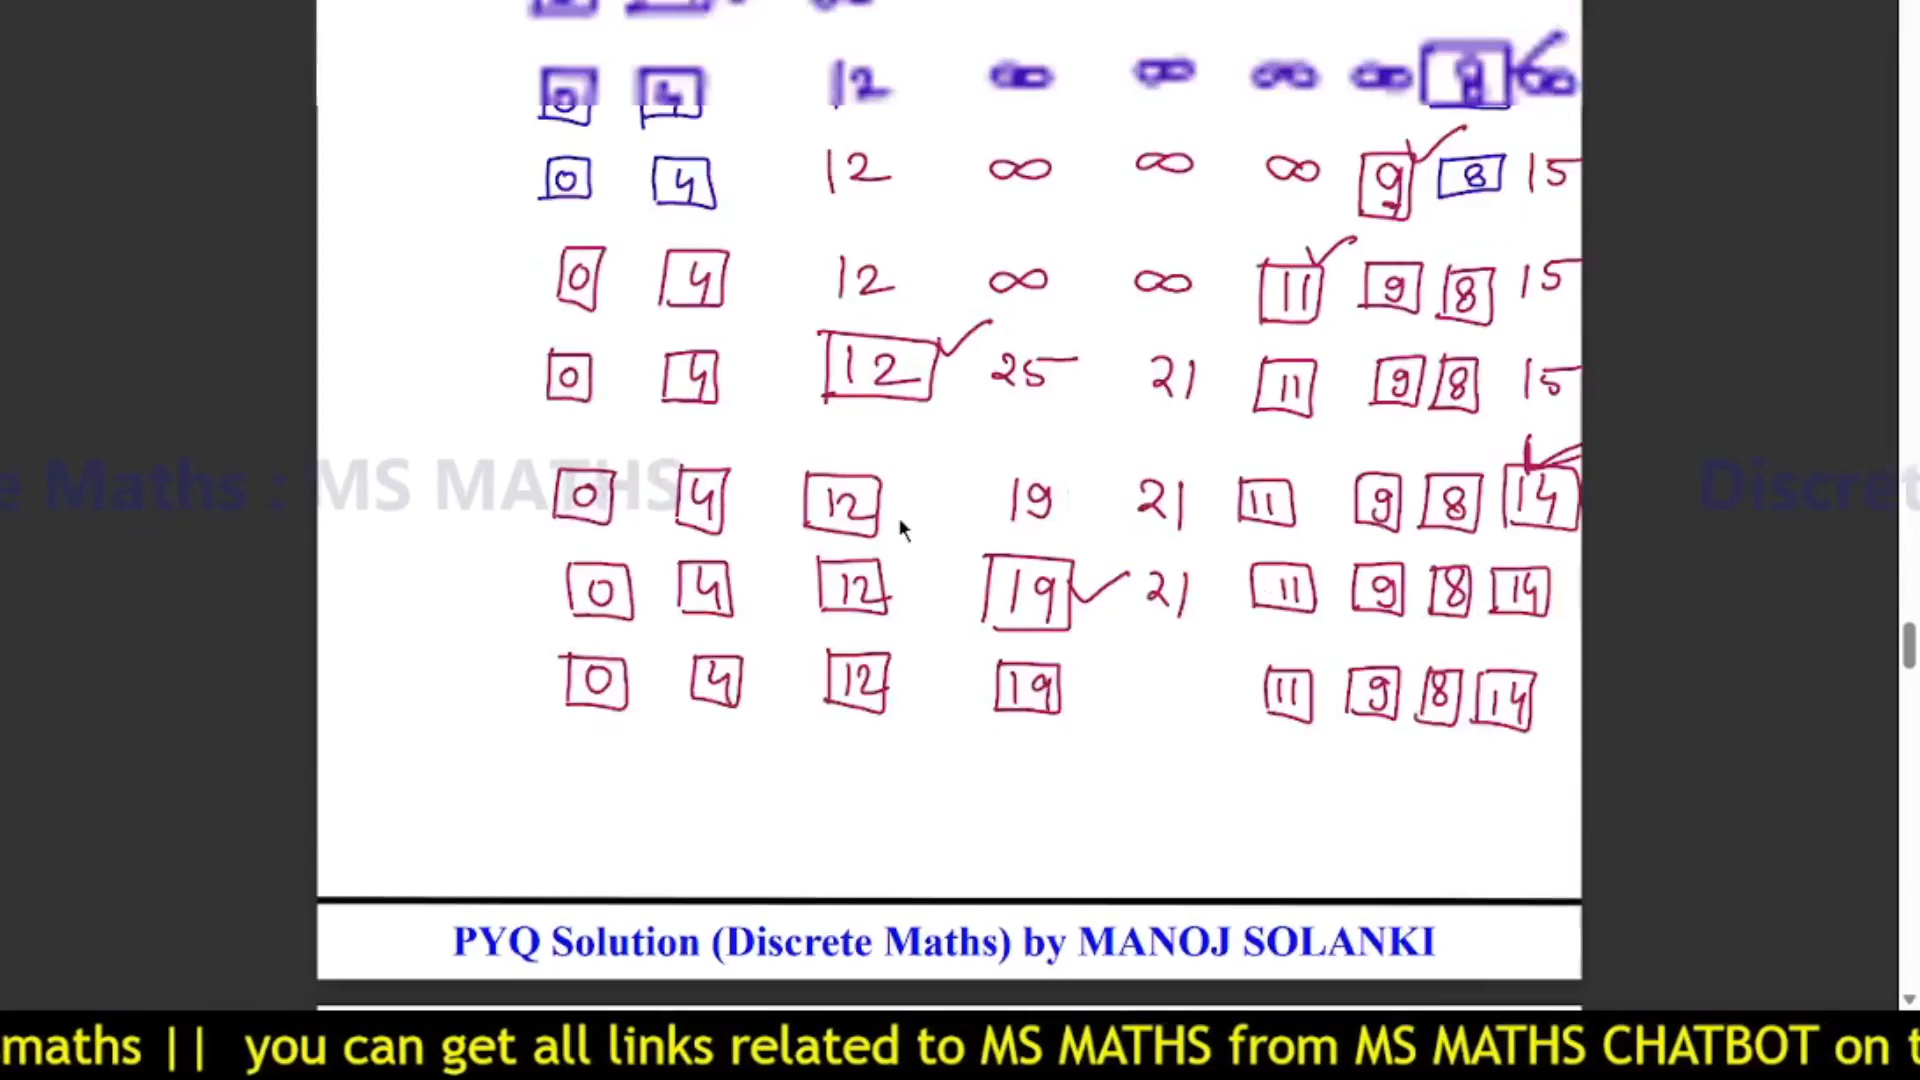 0 4 12 ∞ ∞ ∞ ∞ 8 ∞
0 4 12 ∞ ∞ ∞ 9 8 15
0 4 12 ∞ ∞ 11 9 8 15
0 4 12 25 21 11 9 8 15
e Maths : MS MATHS Discret
0 4 12 19 21 11 9 8 14
0 4 12 19 21 11 9 8 14
0 4 12 19 11 9 8 14
PYQ Solution (Discrete Maths) by MANOJ SOLANKI
maths || you can get all links related to MS MATHS from MS MATHS CHATBOT on t